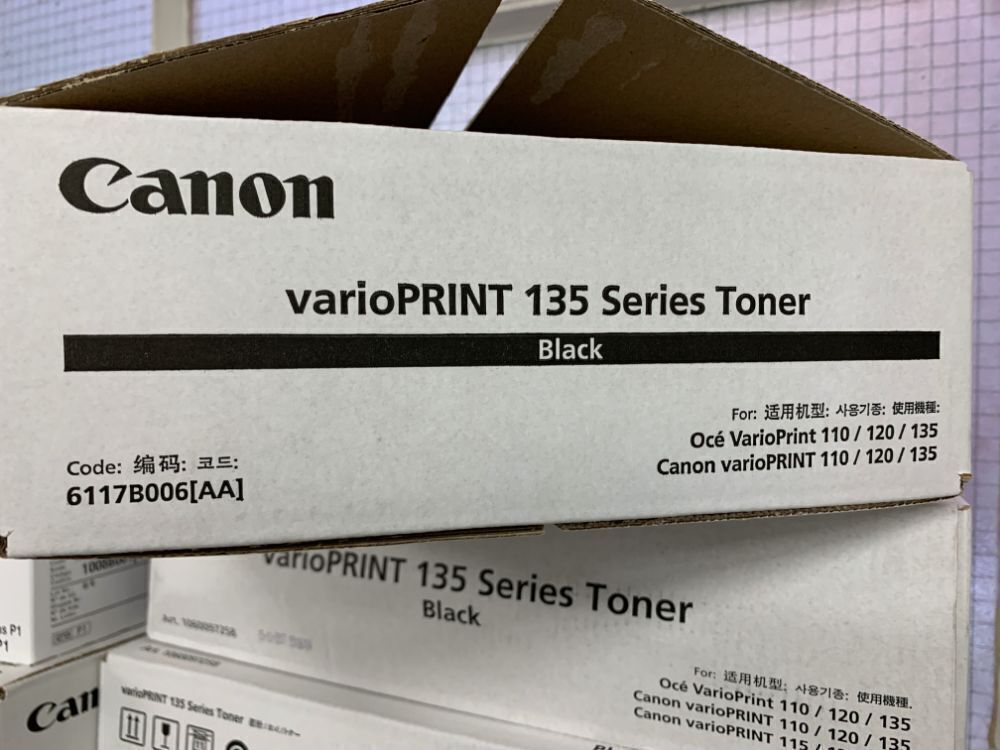 Canon
varioPRINT 135 Series Toner
Black
For: 适用机型: 사용기종: 使用機種:
Océ VarioPrint 110 / 120 / 135
Canon varioPRINT 110 / 120 / 135
Code: 编码: 코드:
6117B006[AA]
varioPRINT 135 Series Toner
Black
Art. 1060097258
For: 适用机型: 사용기종: 使用機種.
Océ VarioPrint 110 / 120 / 135
Canon varioPRINT 110 / 120 / 135
Canon varioPRINT 115 /
P1
Can
varioPRINT 135 Series Toner